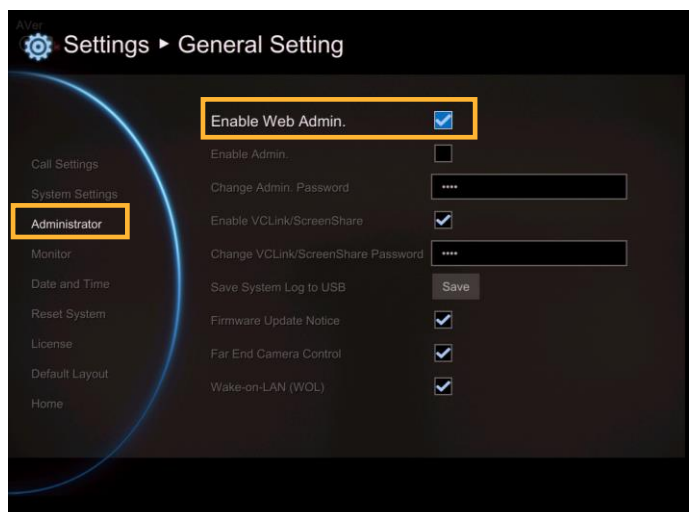 AVer
Settings ► General Setting
Enable Web Admin.
Enable Admin.
Change Admin. Password ••••
Enable VCLink/ScreenShare
Change VCLink/ScreenShare Password ••••
Save System Log to USB Save
Firmware Update Notice
Far End Camera Control
Wake-on-LAN (WOL)
Call Settings
System Settings
Administrator
Monitor
Date and Time
Reset System
License
Default Layout
Home